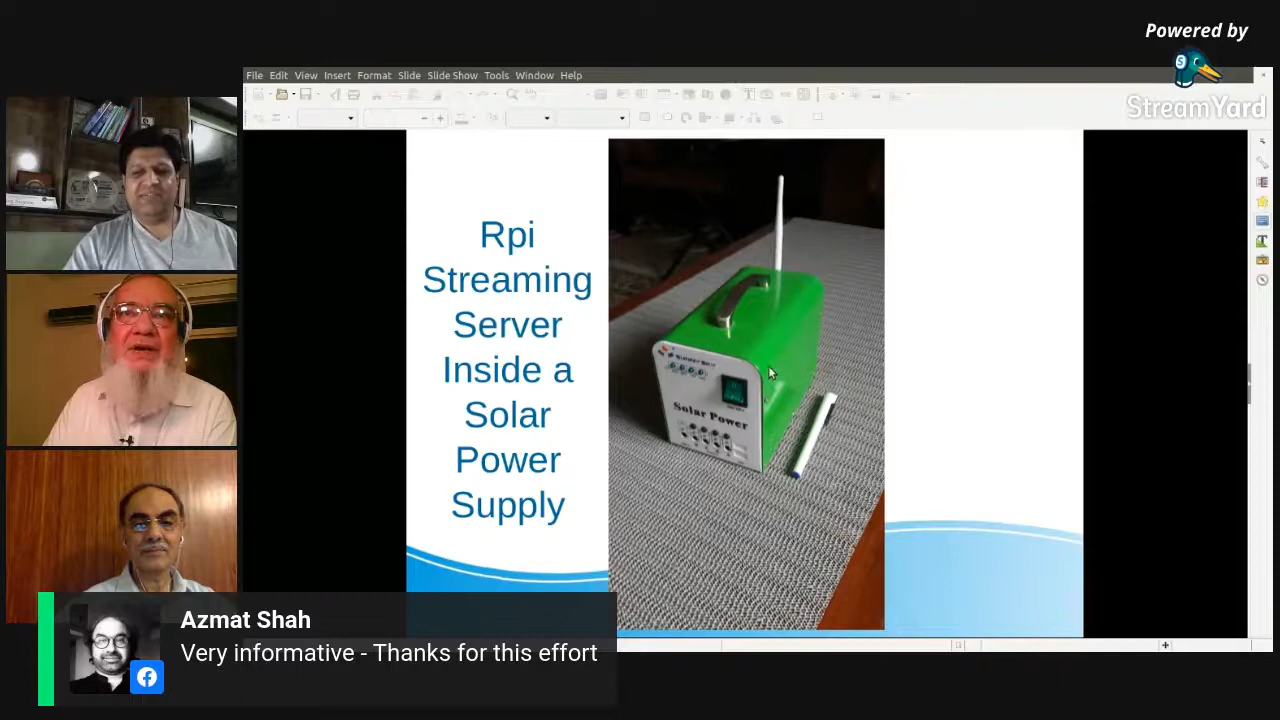 Powered by
StreamYard
File Edit View Insert Format Slide Slide Show Tools Window Help
Rpi
Streaming
Server
Inside a
Solar
Power
Supply
Solar Power
Azmat Shah
Very informative - Thanks for this effort